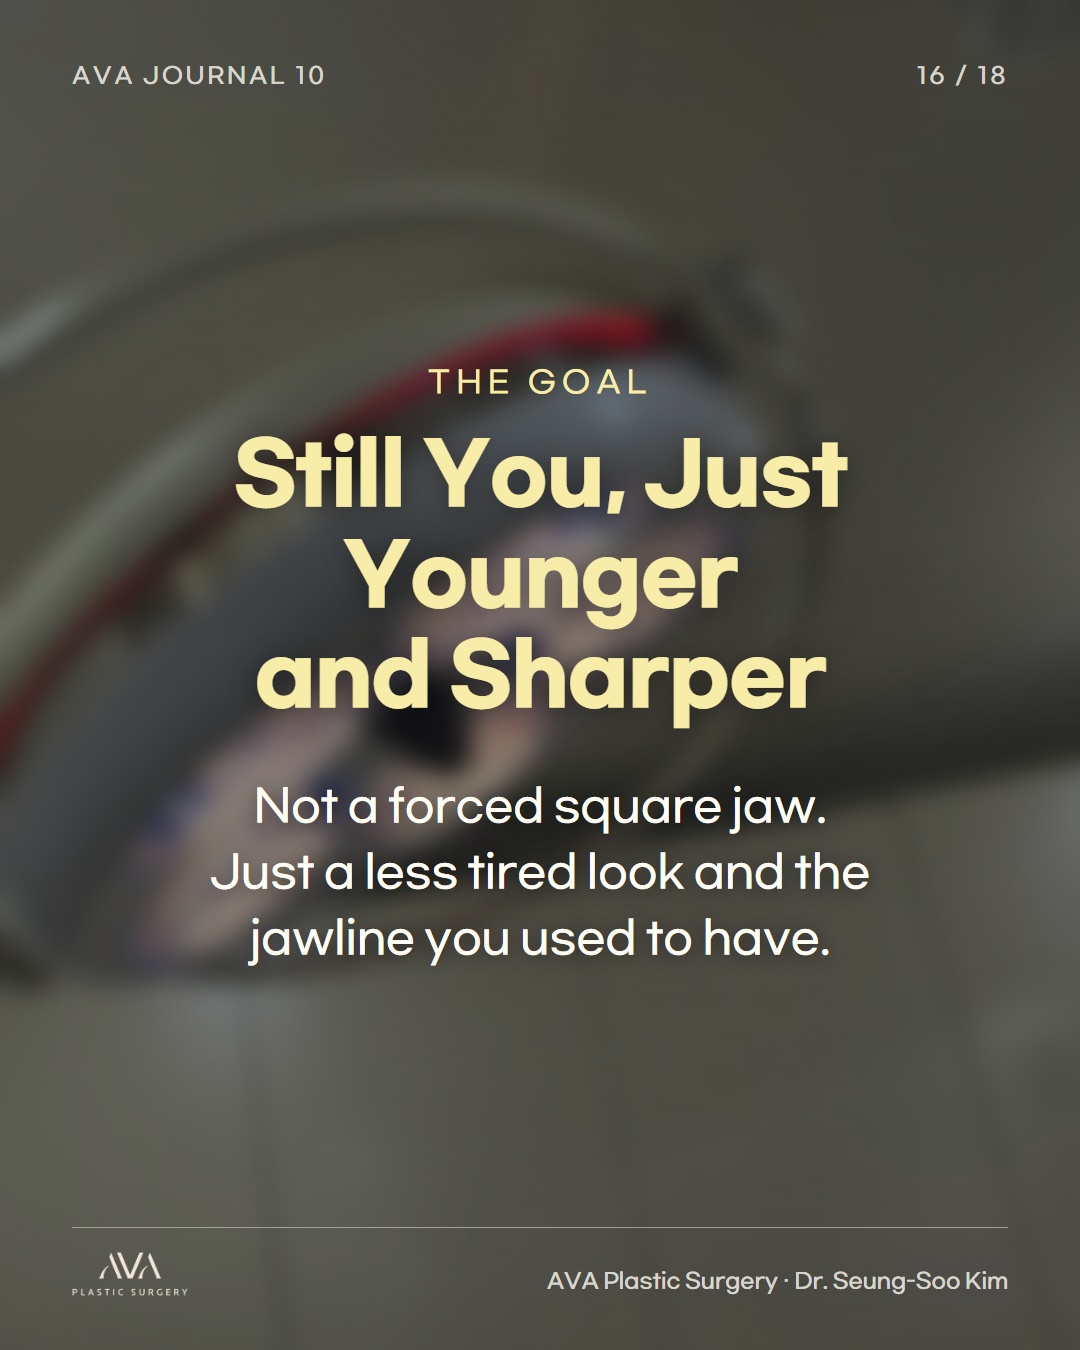 AVA JOURNAL 10
16 / 18
THE GOAL
Still You, Just
Younger
and Sharper
Not a forced square jaw.
Just a less tired look and the
jawline you used to have.
AVA
PLASTIC SURGERY
AVA Plastic Surgery · Dr. Seung-Soo Kim